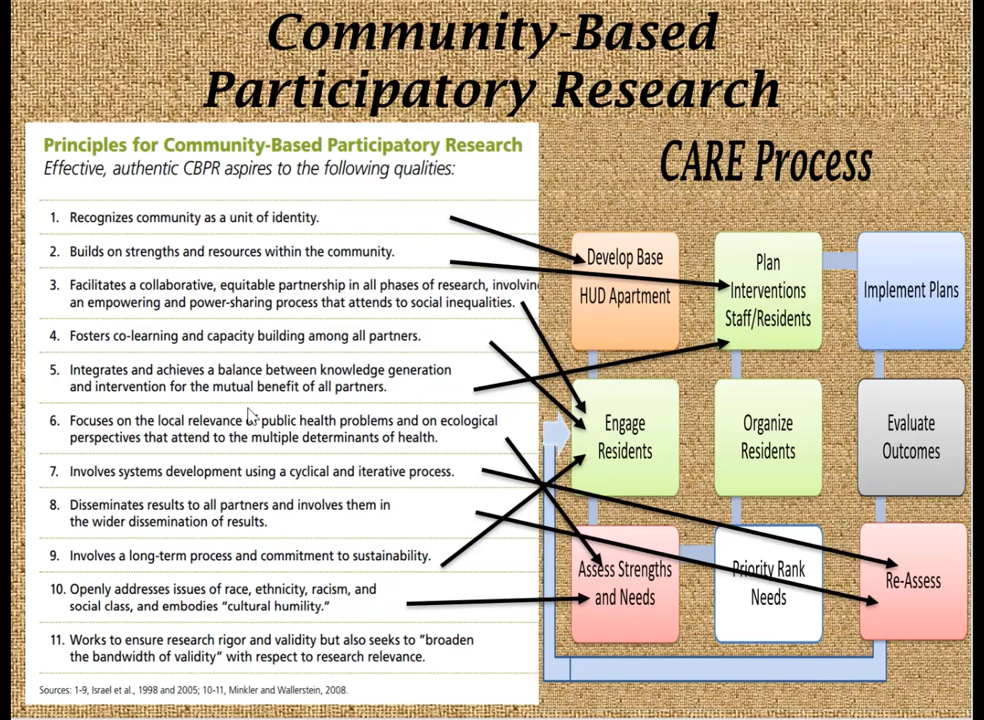 Community-Based
Participatory Research
Principles for Community-Based Participatory Research
Effective, authentic CBPR aspires to the following qualities:
1. Recognizes community as a unit of identity.
2. Builds on strengths and resources within the community.
3. Facilitates a collaborative, equitable partnership in all phases of research, involvin
an empowering and power-sharing process that attends to social inequalities.
4. Fosters co-learning and capacity building among all partners.
5. Integrates and achieves a balance between knowledge generation
and intervention for the mutual benefit of all partners.
6. Focuses on the local relevance of public health problems and on ecological
perspectives that attend to the multiple determinants of health.
7. Involves systems development using a cyclical and iterative process.
8. Disseminates results to all partners and involves them in
the wider dissemination of results.
9. Involves a long-term process and commitment to sustainability.
10. Openly addresses issues of race, ethnicity, racism, and
social class, and embodies “cultural humility.”
11. Works to ensure research rigor and validity but also seeks to “broaden
the bandwidth of validity” with respect to research relevance.
Sources: 1-9, Israel et al., 1998 and 2005; 10-11, Minkler and Wallerstein, 2008.
CARE Process
Develop Base
HUD Apartment
Plan
Interventions
Staff/Residents
Implement Plans
Engage
Residents
Organize
Residents
Evaluate
Outcomes
Assess Strengths
and Needs
Priority Rank
Needs
Re-Assess